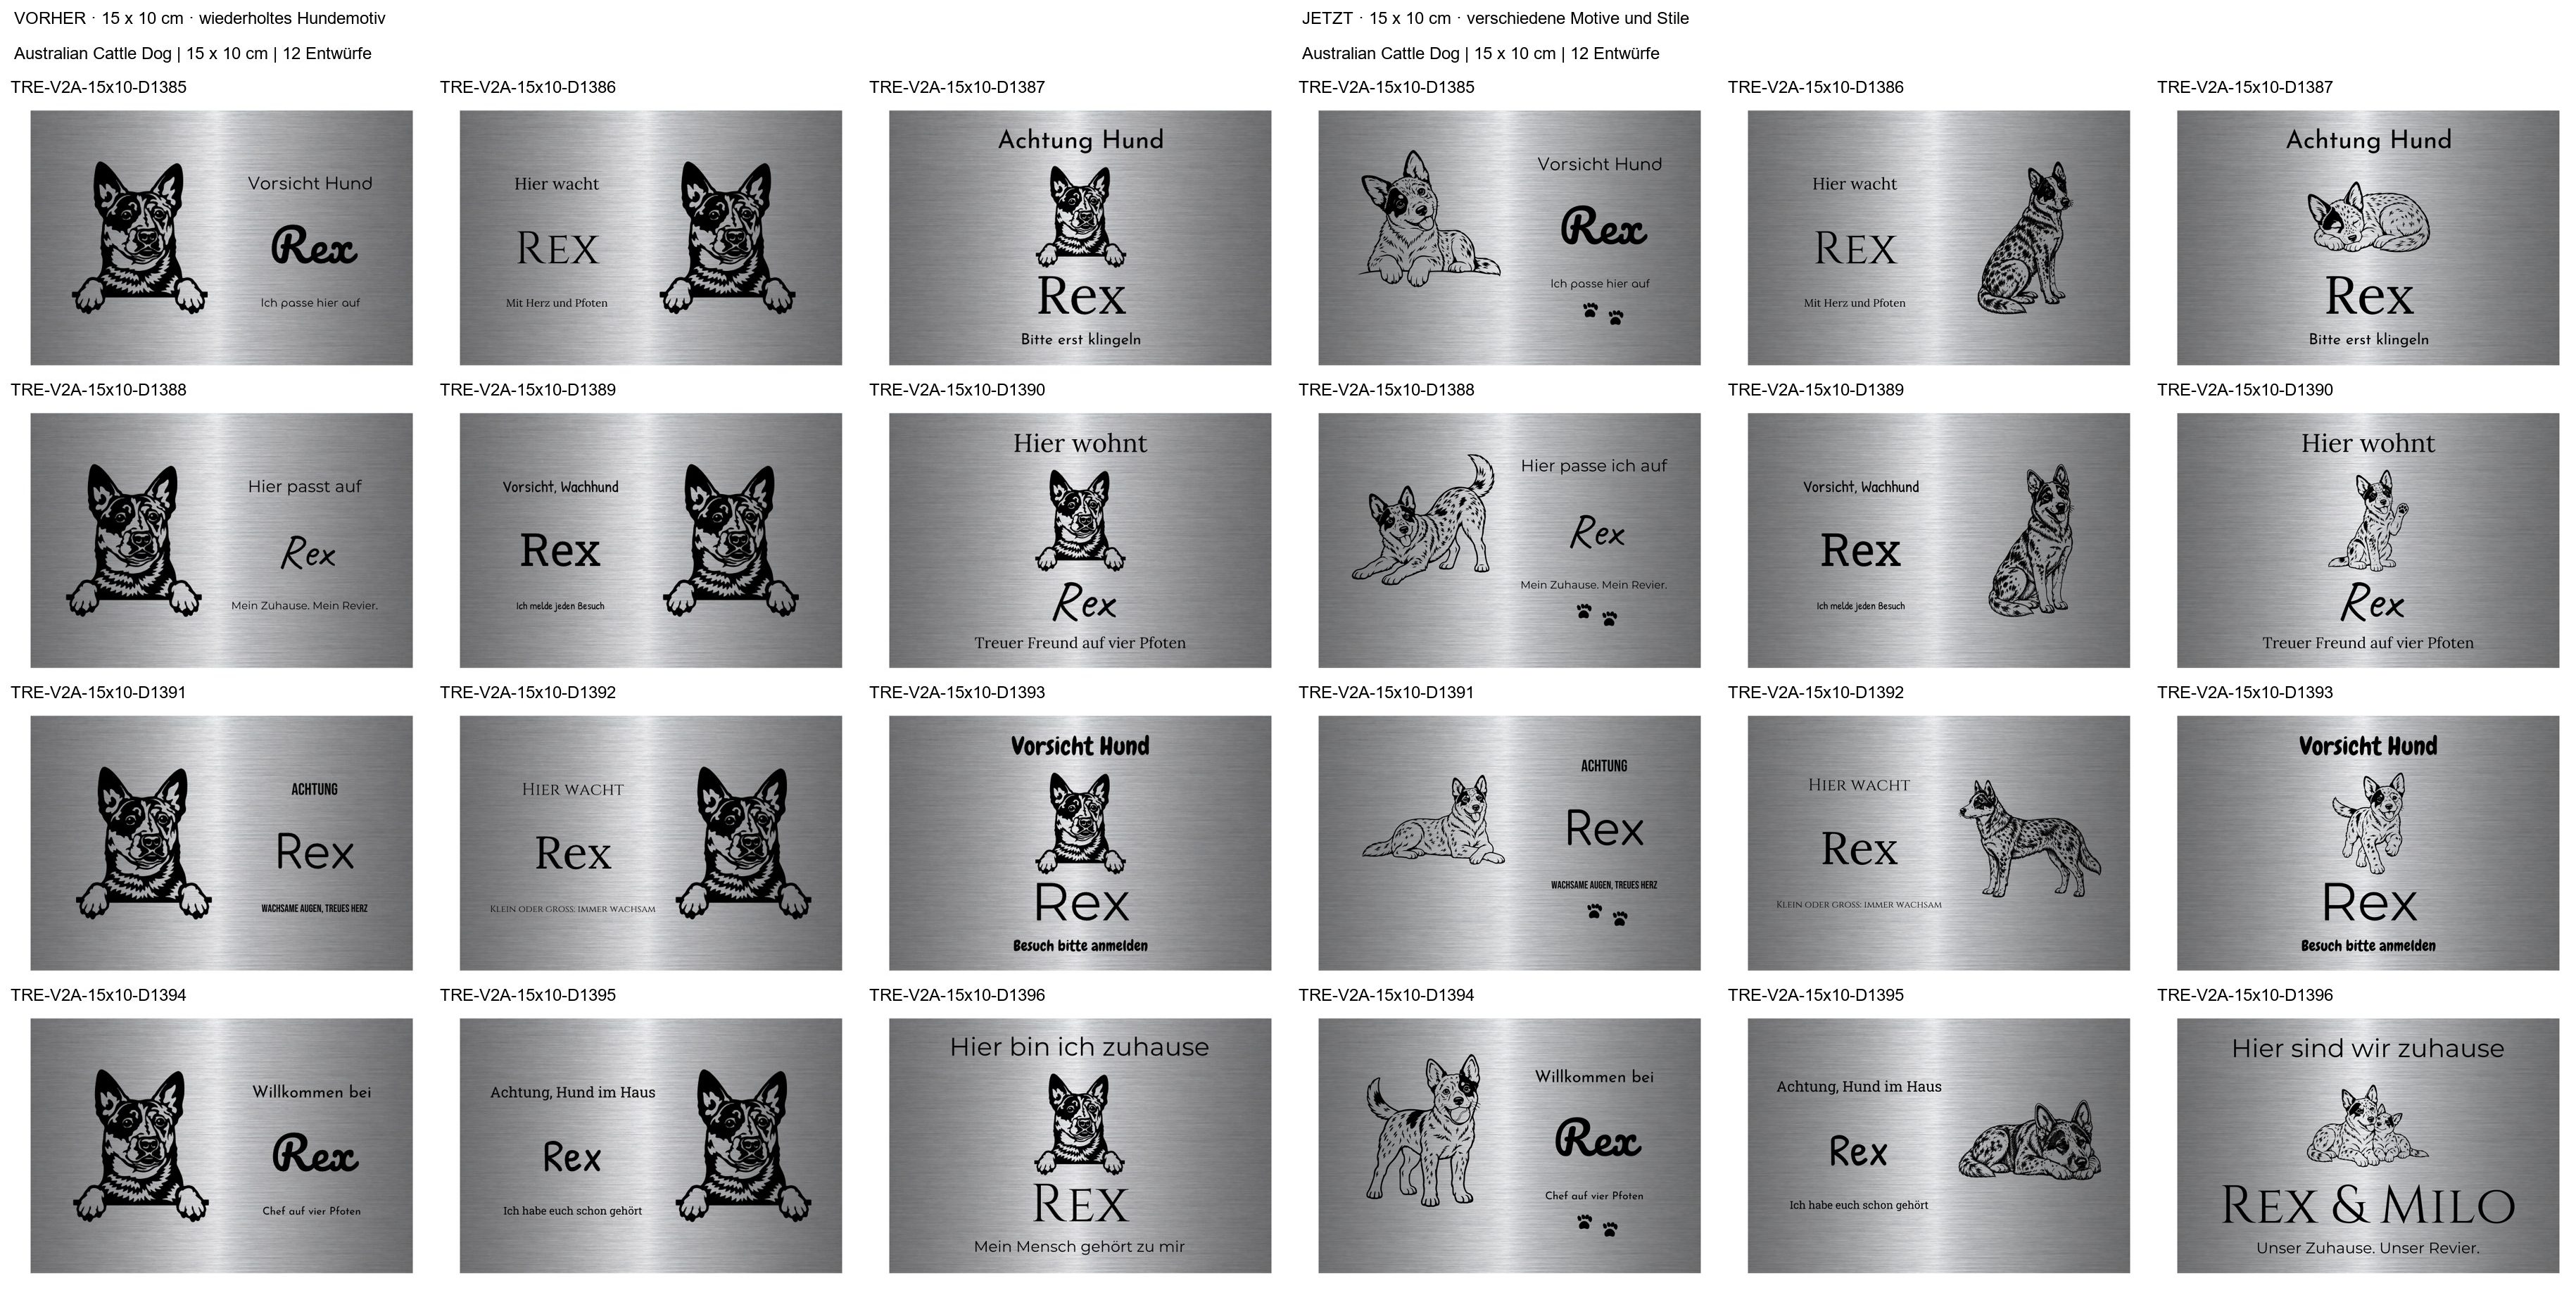 VORHER · 15 x 10 cm · wiederholtes Hundemotiv
Australian Cattle Dog | 15 x 10 cm | 12 Entwürfe
TRE-V2A-15x10-D1385
Vorsicht Hund
Rex
Ich passe hier auf
TRE-V2A-15x10-D1386
Hier wacht
REX
Mit Herz und Pfoten
TRE-V2A-15x10-D1387
Achtung Hund
Rex
Bitte erst klingeln
TRE-V2A-15x10-D1388
Hier passt auf
Rex
Mein Zuhause. Mein Revier.
TRE-V2A-15x10-D1389
Vorsicht, Wachhund
Rex
Ich melde jeden Besuch
TRE-V2A-15x10-D1390
Hier wohnt
Rex
Treuer Freund auf vier Pfoten
TRE-V2A-15x10-D1391
ACHTUNG
Rex
WACHSAME AUGEN, TREUES HERZ
TRE-V2A-15x10-D1392
HIER WACHT
Rex
KLEIN ODER GROSS: IMMER WACHSAM
TRE-V2A-15x10-D1393
Vorsicht Hund
Rex
Besuch bitte anmelden
TRE-V2A-15x10-D1394
Willkommen bei
Rex
Chef auf vier Pfoten
TRE-V2A-15x10-D1395
Achtung, Hund im Haus
Rex
Ich habe euch schon gehört
TRE-V2A-15x10-D1396
Hier bin ich zuhause
REX
Mein Mensch gehört zu mir
JETZT · 15 x 10 cm · verschiedene Motive und Stile
Australian Cattle Dog | 15 x 10 cm | 12 Entwürfe
TRE-V2A-15x10-D1385
Vorsicht Hund
Rex
Ich passe hier auf
TRE-V2A-15x10-D1386
Hier wacht
REX
Mit Herz und Pfoten
TRE-V2A-15x10-D1387
Achtung Hund
Rex
Bitte erst klingeln
TRE-V2A-15x10-D1388
Hier passe ich auf
Rex
Mein Zuhause. Mein Revier.
TRE-V2A-15x10-D1389
Vorsicht, Wachhund
Rex
Ich melde jeden Besuch
TRE-V2A-15x10-D1390
Hier wohnt
Rex
Treuer Freund auf vier Pfoten
TRE-V2A-15x10-D1391
ACHTUNG
Rex
WACHSAME AUGEN, TREUES HERZ
TRE-V2A-15x10-D1392
HIER WACHT
Rex
KLEIN ODER GROSS: IMMER WACHSAM
TRE-V2A-15x10-D1393
Vorsicht Hund
Rex
Besuch bitte anmelden
TRE-V2A-15x10-D1394
Willkommen bei
Rex
Chef auf vier Pfoten
TRE-V2A-15x10-D1395
Achtung, Hund im Haus
Rex
Ich habe euch schon gehört
TRE-V2A-15x10-D1396
Hier sind wir zuhause
REX & MILO
Unser Zuhause. Unser Revier.